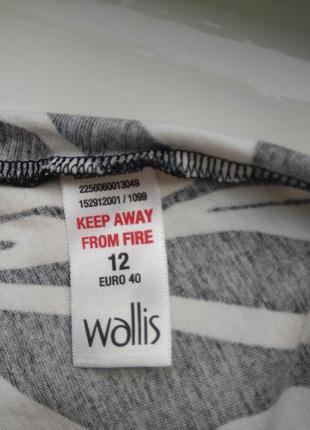 2256060013049
152912001 / 1099
KEEP AWAY
FROM FIRE
12
EURO 40
wallis